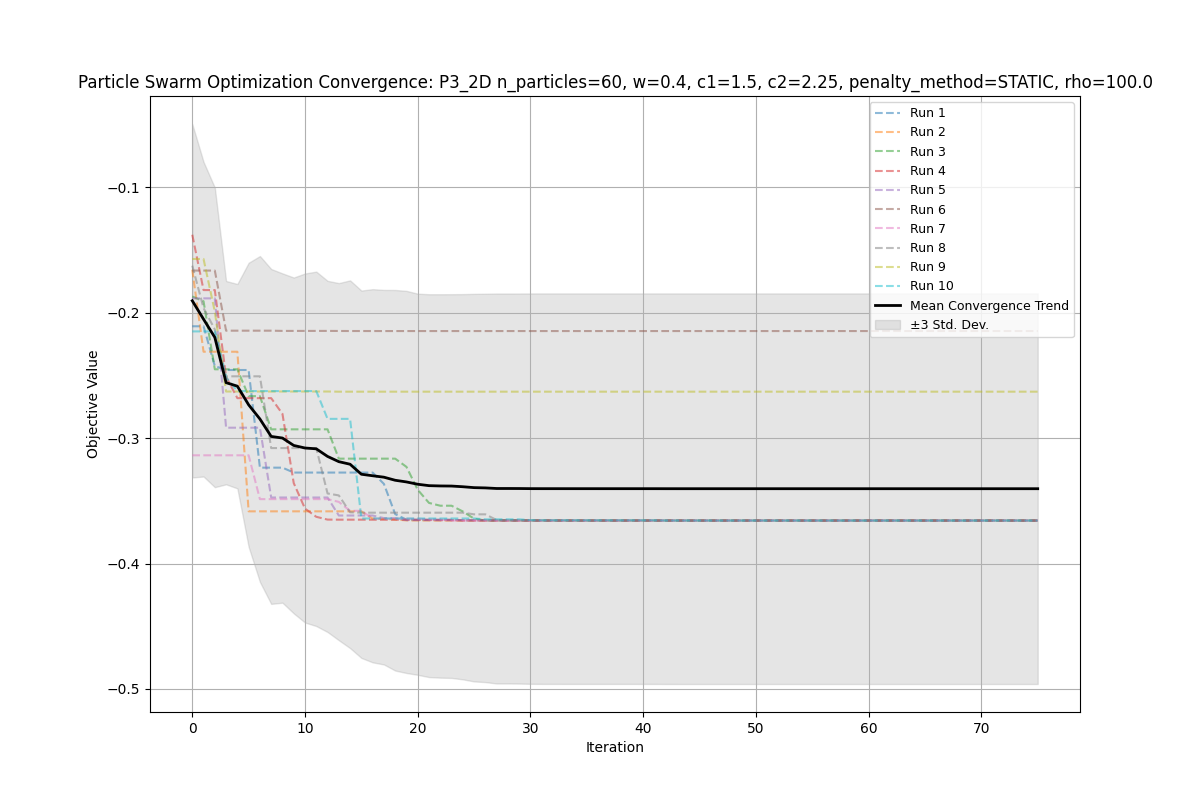 Particle Swarm Optimization Convergence: P3_2D n_particles=60, w=0.4, c1=1.5, c2=2.25, penalty_method=STATIC, rho=100.0
Run 1
Run 2
Run 3
Run 4
Run 5
Run 6
Run 7
Run 8
Run 9
Run 10
Mean Convergence Trend
±3 Std. Dev.
Objective Value
−0.1
−0.2
−0.3
−0.4
−0.5
0 10 20 30 40 50 60 70
Iteration